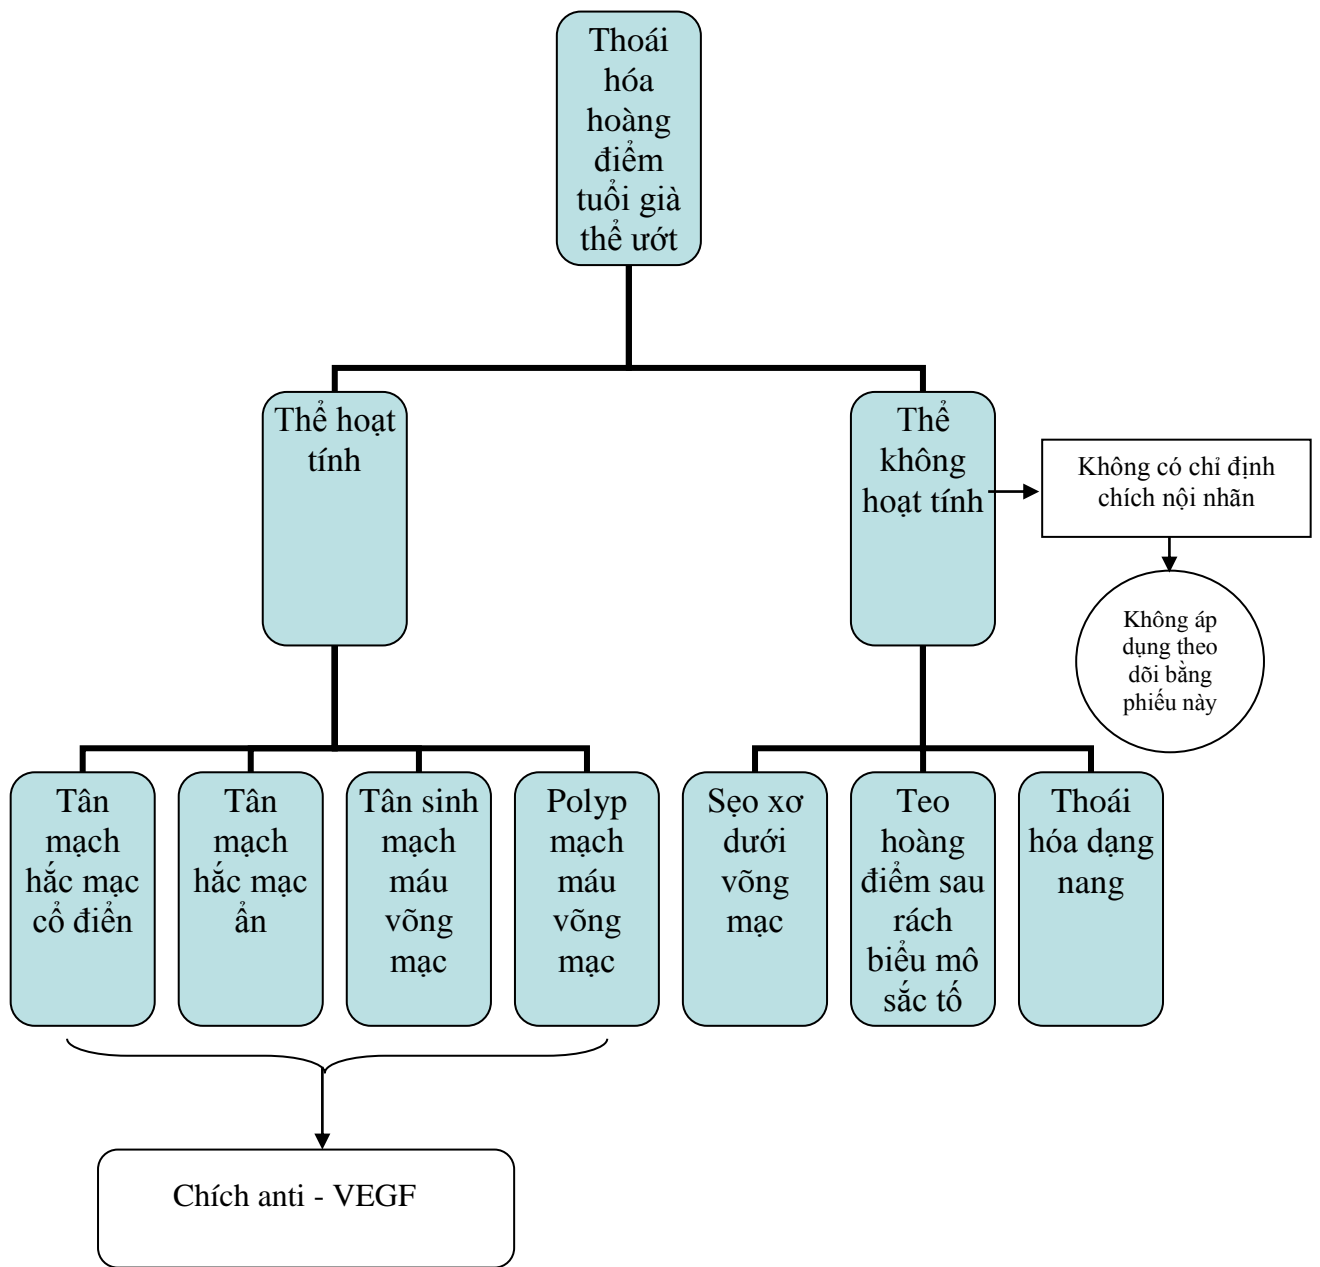 Thoái
hóa
hoàng
điểm
tuổi già
thể ướt
Thể hoạt
tính
Thể
không
hoạt tính
Không có chỉ định
chích nội nhãn
Không áp
dụng theo
dõi bằng
phiếu này
Tân
mạch
hắc mạc
cổ điển
Tân
mạch
hắc mạc
ẩn
Tân sinh
mạch
máu
võng
mạc
Polyp
mạch
máu
võng
mạc
Sẹo xơ
dưới
võng
mạc
Teo
hoàng
điểm sau
rách
biểu mô
sắc tố
Thoái
hóa dạng
nang
Chích anti - VEGF